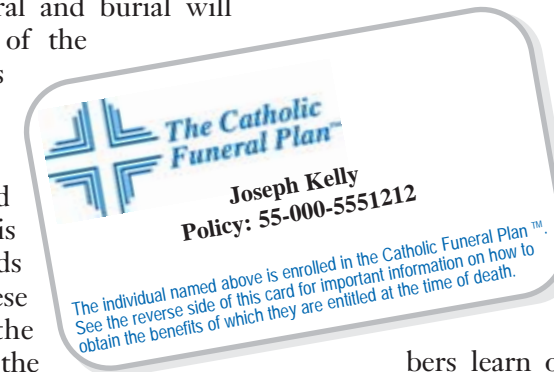 ral and burial will
of the
s
The Catholic
Funeral Plan™
Joseph Kelly
Policy: 55-000-5551212
The individual named above is enrolled in the Catholic Funeral Plan ™.
See the reverse side of this card for important information on how to
obtain the benefits of which they are entitled at the time of death.
d
is
ds
ese
the
the
bers learn o